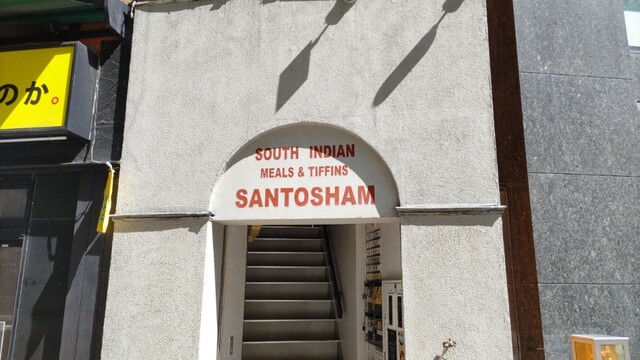 のか。
SOUTH INDIAN
MEALS & TIFFINS
SANTOSHAM